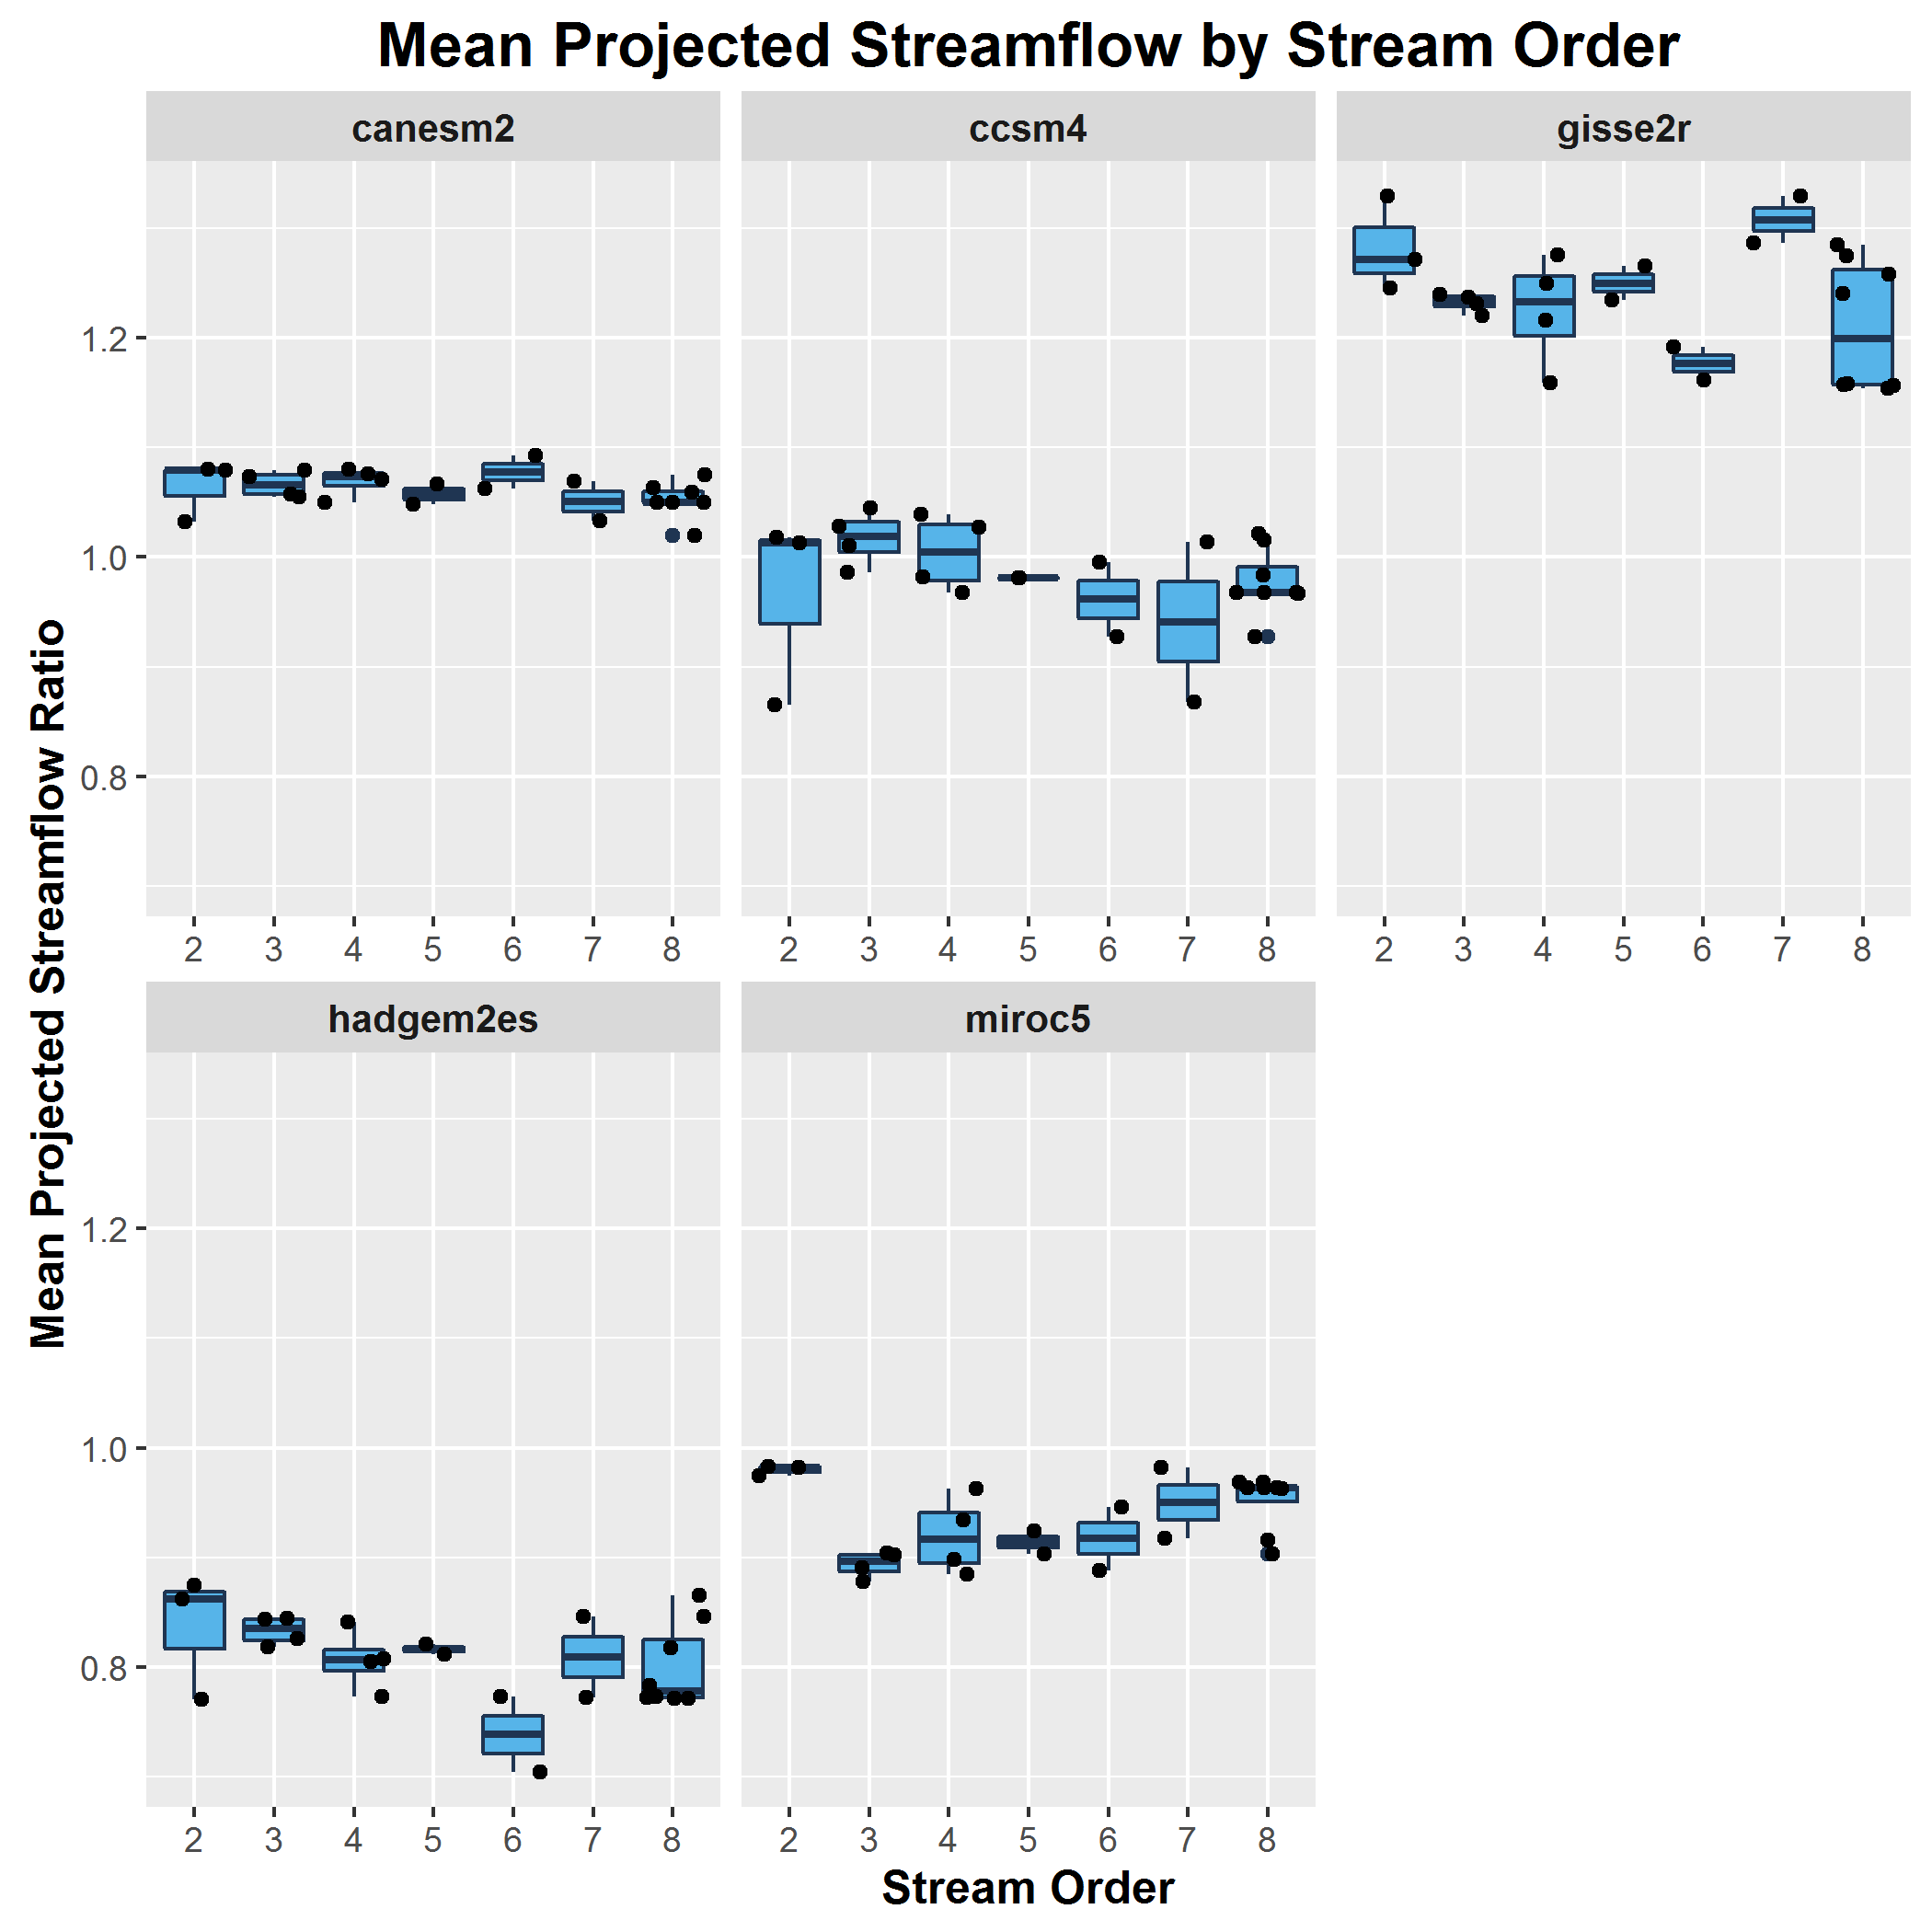 Mean Projected Streamflow by Stream Order
canesm2
ccsm4
gisse2r
1.2
1.0
0.8
2 3 4 5 6 7 8
2 3 4 5 6 7 8
2 3 4 5 6 7 8
Mean Projected Streamflow Ratio
hadgem2es
miroc5
1.2
1.0
0.8
2 3 4 5 6 7 8
2 3 4 5 6 7 8
Stream Order